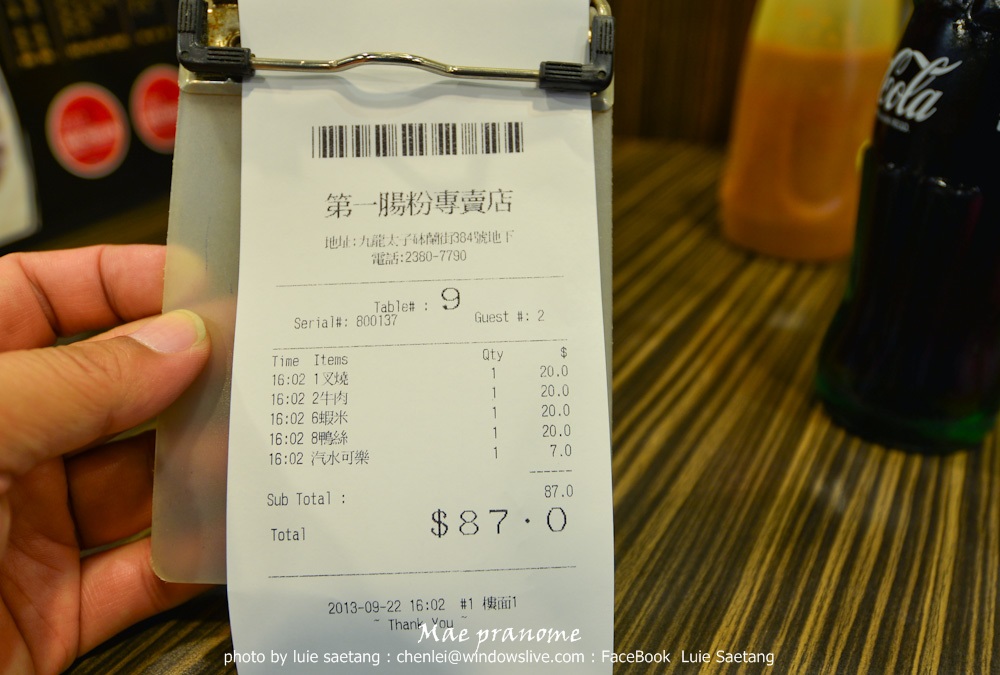 第一腸粉專賣店
地址:九龍太子砵蘭街384號地下
電話:2380-7790
Table# : 9
Serial#: 800137 Guest #: 2
Time Items Qty $
16:02 1叉燒 1 20.0
16:02 2牛肉 1 20.0
16:02 6蝦米 1 20.0
16:02 8鴨絲 1 20.0
16:02 汽水可樂 1 7.0
Sub Total : 87.0
Total $87.0
2013-09-22 16:02 #1 樓面1
~ Thank You ~
Mae pranome
photo by luie saetang : chenlei@windowslive.com : FaceBook Luie Saetang
Cola